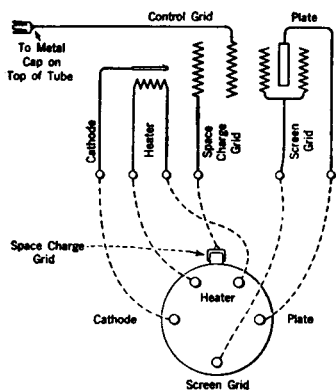 Control Grid
Plate
To Metal
Cap on
Top of Tube
Cathode
Heater
Space
Charge
Grid
Screen
Grid
Space Charge
Grid
Heater
Cathode
Plate
Screen Grid